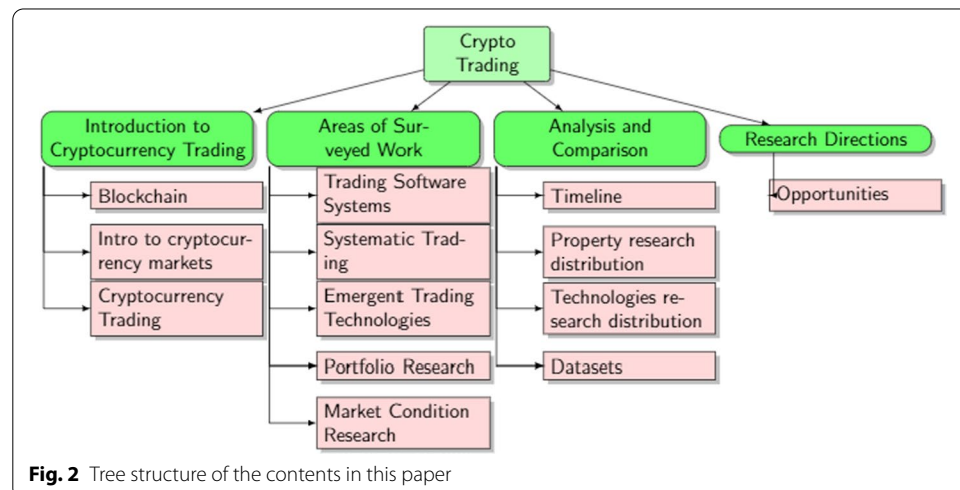 Crypto
Trading
Introduction to
Cryptocurrency Trading
Blockchain
Intro to cryptocur-
rency markets
Cryptocurrency
Trading
Areas of Sur-
veyed Work
Trading Software
Systems
Systematic Trad-
ing
Emergent Trading
Technologies
Portfolio Research
Market Condition
Research
Analysis and
Comparison
Timeline
Property research
distribution
Technologies re-
search distribution
Datasets
Research Directions
Opportunities
Fig. 2 Tree structure of the contents in this paper